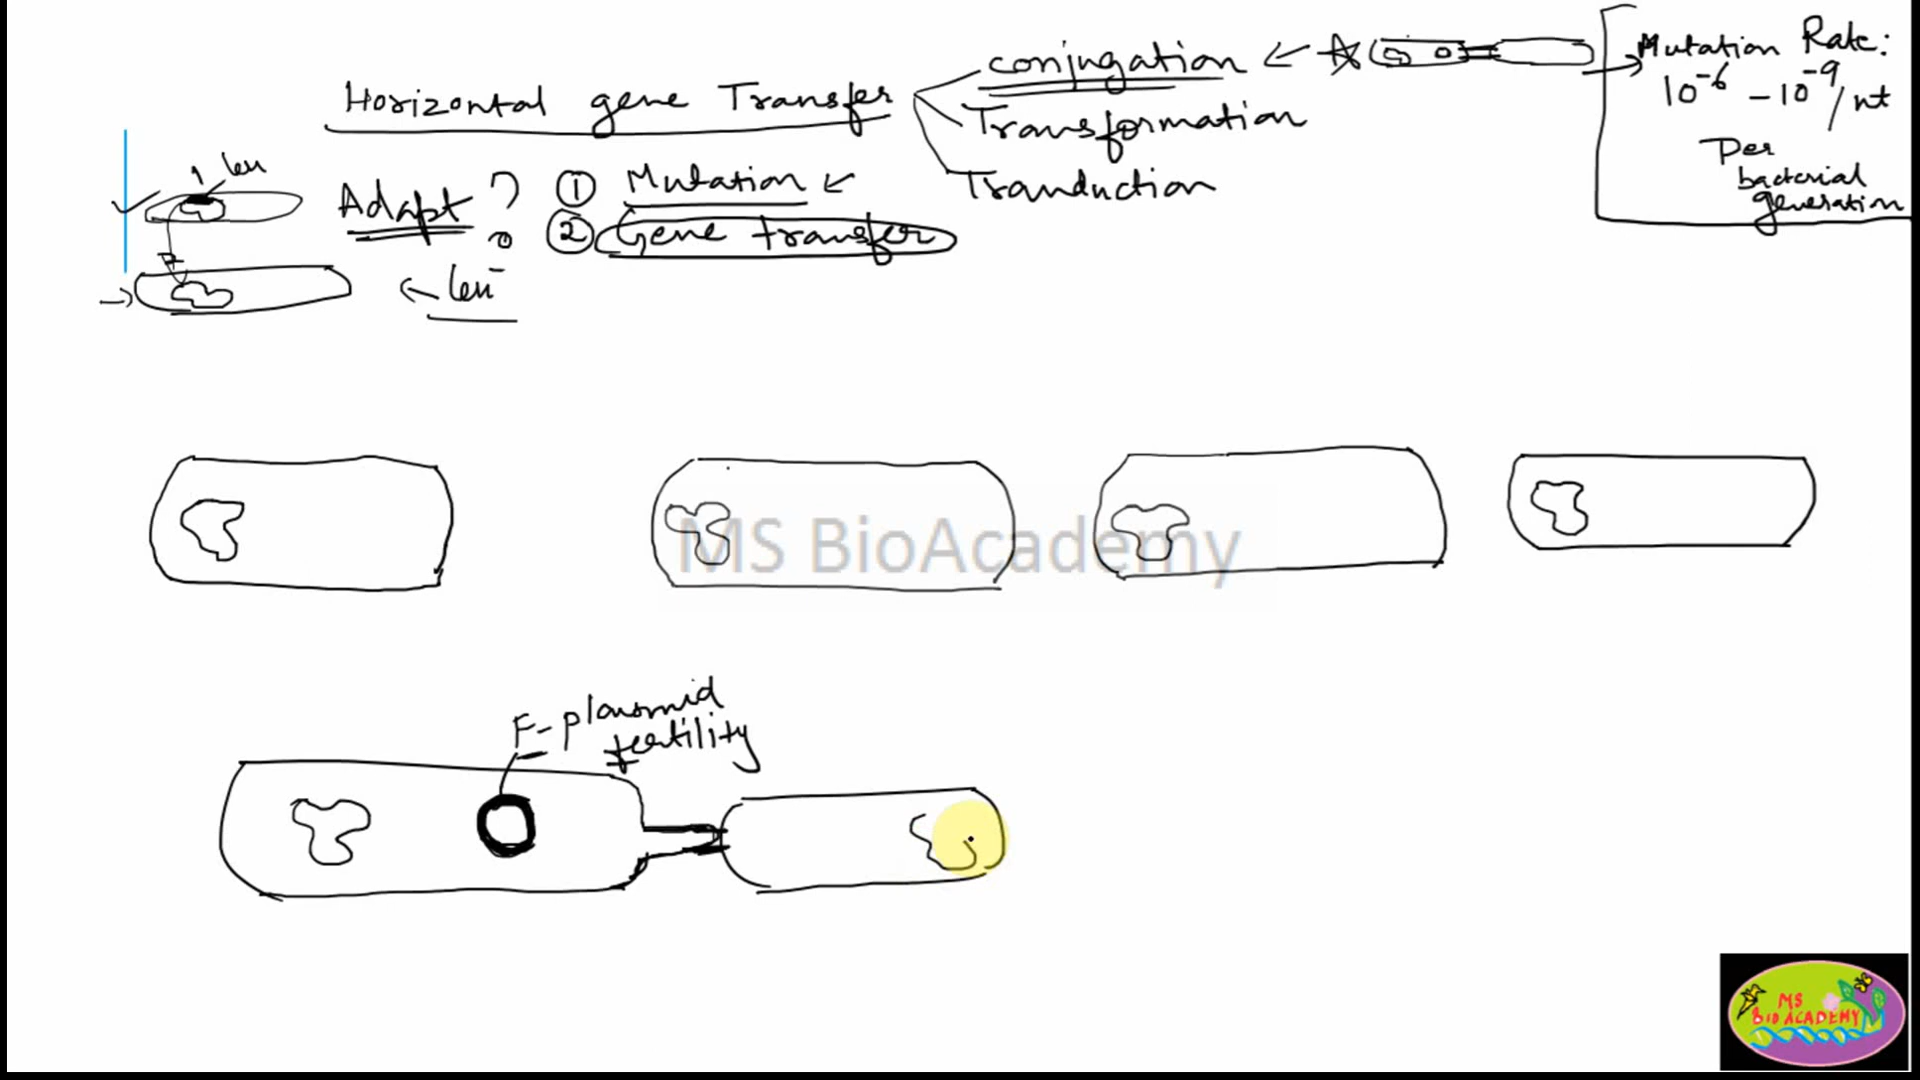 Horizontal gene Transfer
conjugation
Transformation
Tranduction
Mutation Rate:
10⁻⁶ - 10⁻⁹/nt
Per
bacterial
generation
leu
Adapt ?
① Mutation
② Gene transfer
leu⁻
MS BioAcademy
F-plasmid
fertility
MS
BIO ACADEMY